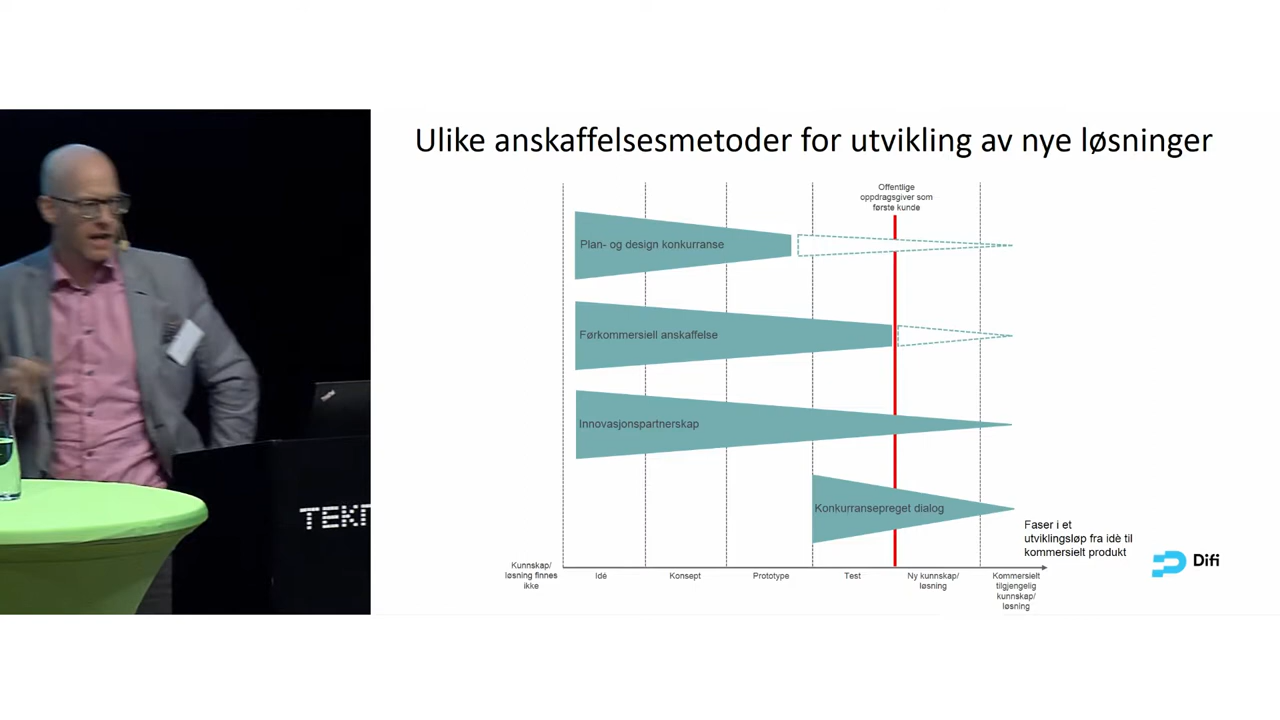 Ulike anskaffelsesmetoder for utvikling av nye løsninger
Offentlige
oppdragsgiver som
første kunde
Plan- og design konkurranse
Førkommersiell anskaffelse
Innovasjonspartnerskap
Konkurransepreget dialog
Faser i et
utviklingsløp fra idè til
kommersielt produkt
Difi
Kunnskap/
løsning finnes
ikke
Idè
Konsept
Prototype
Test
Ny kunnskap/
løsning
Kommersielt
tilgjengelig
kunnskap/
løsning
TEKN